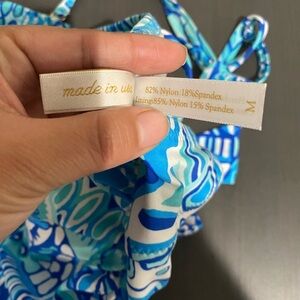 made in usa
82% Nylon 18%Spandex
Lining:85% Nylon 15% Spandex
M